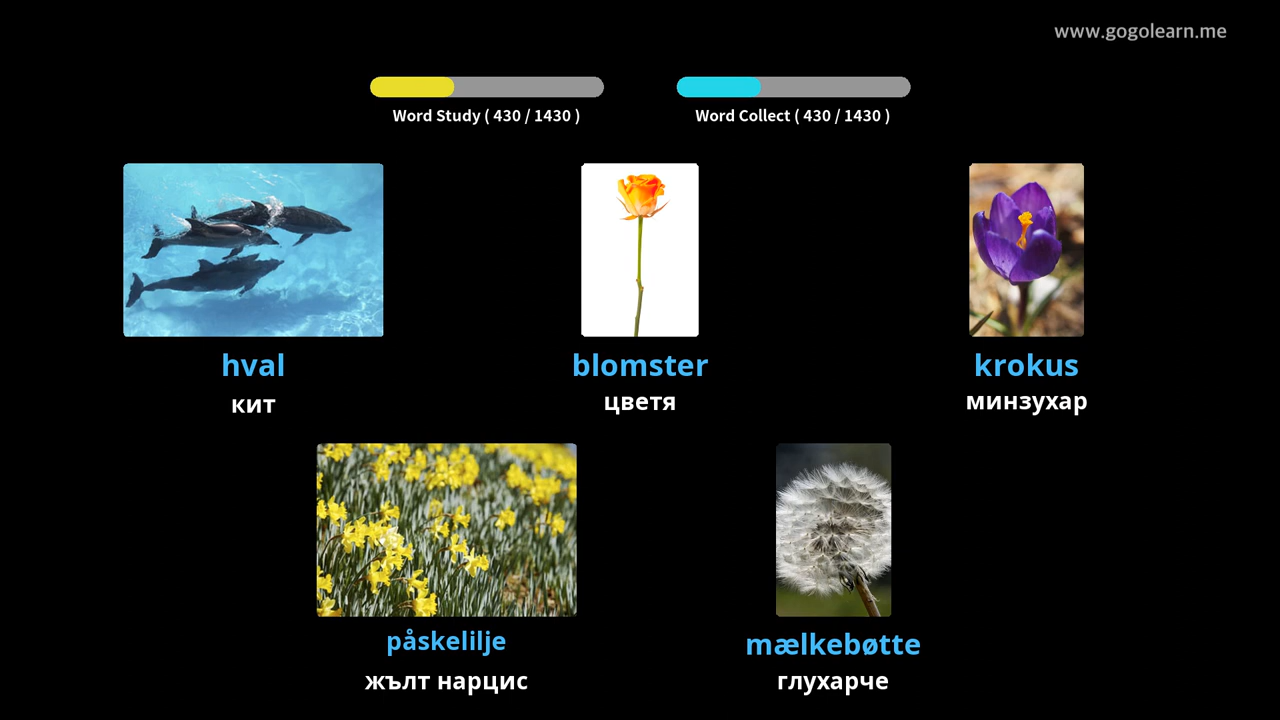 www.gogolearn.me
Word Study ( 430 / 1430 )
Word Collect ( 430 / 1430 )
hval
blomster
krokus
кит
цветя
минзухар
påskelilje
mælkebøtte
жълт нарцис
глухарче